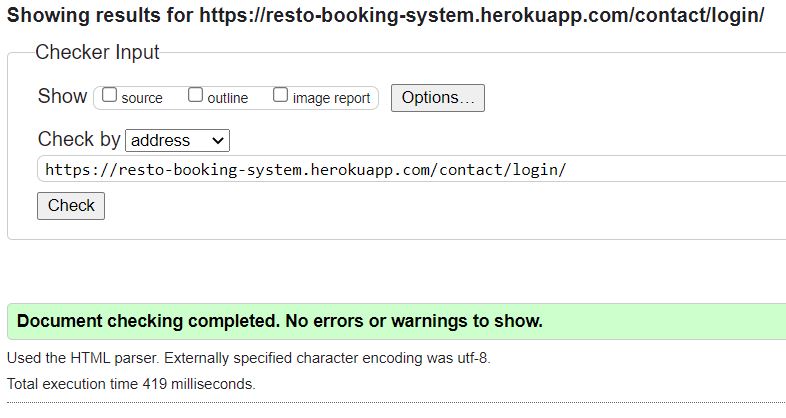 Showing results for https://resto-booking-system.herokuapp.com/contact/login/
Checker Input
Show source outline image report Options...
Check by address
https://resto-booking-system.herokuapp.com/contact/login/
Check
Document checking completed. No errors or warnings to show.
Used the HTML parser. Externally specified character encoding was utf-8.
Total execution time 419 milliseconds.